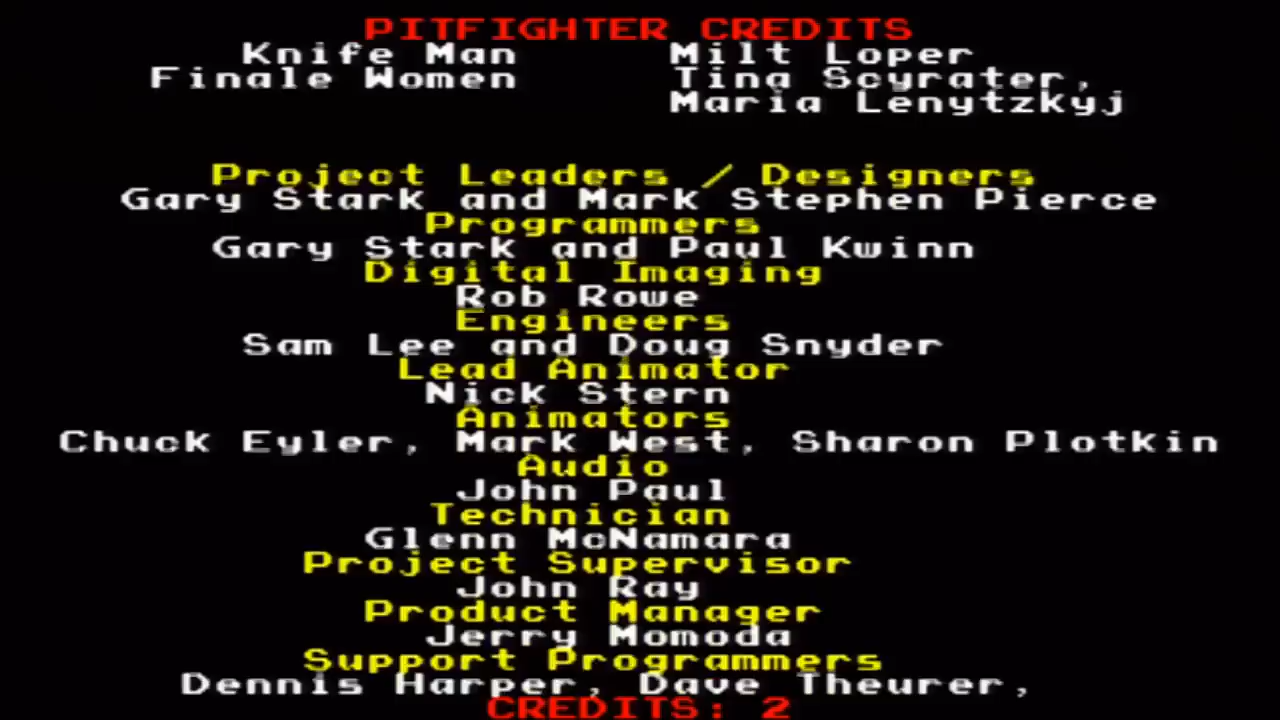 PITFIGHTER CREDITS
Knife Man Milt Loper
Finale Women Tina Scyrater,
Maria Lenytzkyj
Project Leaders / Designers
Gary Stark and Mark Stephen Pierce
Programmers
Gary Stark and Paul Kwinn
Digital Imaging
Rob Rowe
Engineers
Sam Lee and Doug Snyder
Lead Animator
Nick Stern
Animators
Chuck Eyler, Mark West, Sharon Plotkin
Audio
John Paul
Technician
Glenn McNamara
Project Supervisor
John Ray
Product Manager
Jerry Momoda
Support Programmers
Dennis Harper, Dave Theurer,
CREDITS: 2